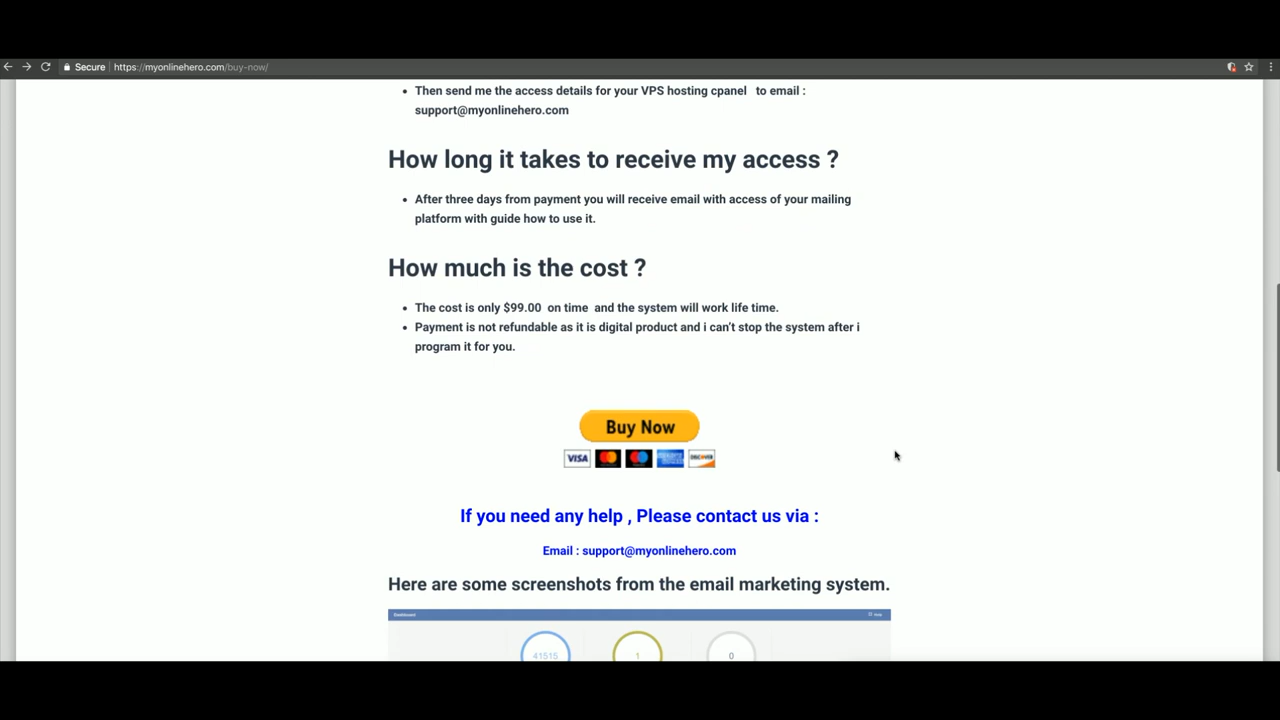 Secure https://myonlinehero.com/buy-now/
Then send me the access details for your VPS hosting cpanel to email :
support@myonlinehero.com
How long it takes to receive my access ?
After three days from payment you will receive email with access of your mailing
platform with guide how to use it.
How much is the cost ?
The cost is only $99.00 on time and the system will work life time.
Payment is not refundable as it is digital product and i can't stop the system after i
program it for you.
Buy Now
VISA DISCOVER
If you need any help , Please contact us via :
Email : support@myonlinehero.com
Here are some screenshots from the email marketing system.
Dashboard Help
41515 1 0